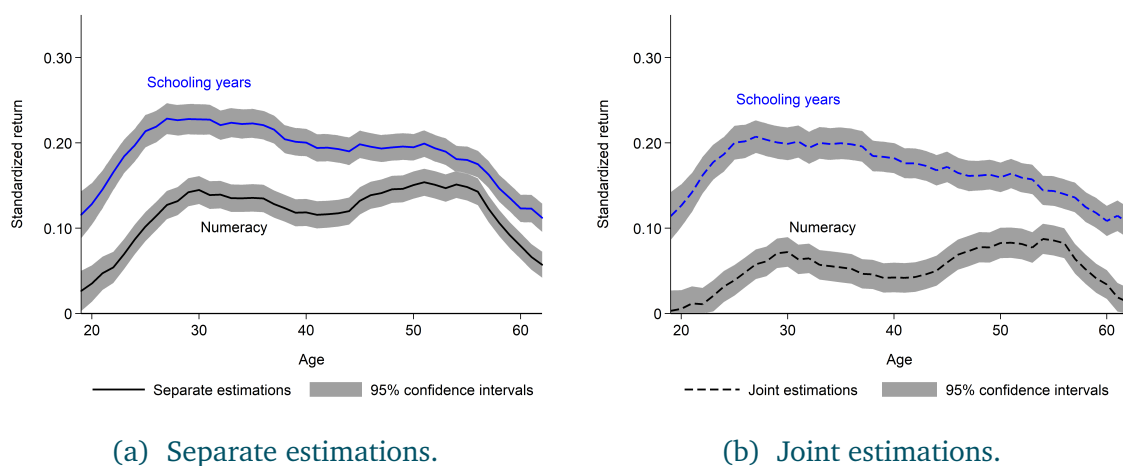 Standardized return
0.30
0.20
0.10
0
Schooling years
Numeracy
20 30 40 50 60
Age
Separate estimations 95% confidence intervals
(a) Separate estimations.
Standardized return
0.30
0.20
0.10
0
Schooling years
Numeracy
20 30 40 50 60
Age
Joint estimations 95% confidence intervals
(b) Joint estimations.